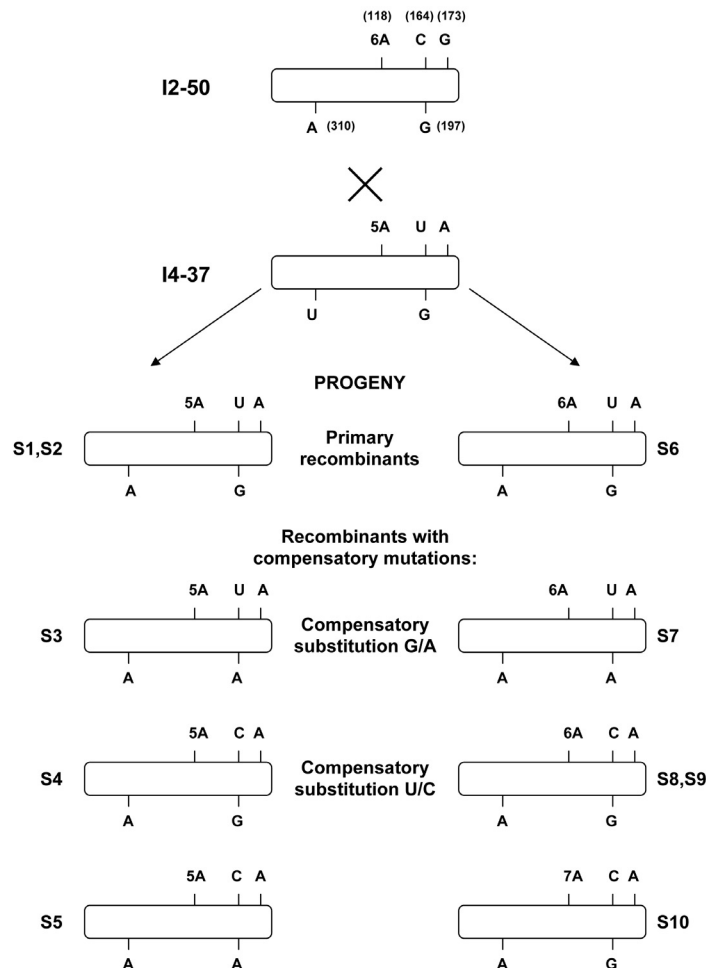 (118) (164) (173)
6A C G
I2-50
A (310) G (197)
5A U A
I4-37
U G
PROGENY
5A U A 6A U A
S1,S2 Primary recombinants S6
A G A G
Recombinants with
compensatory mutations:
5A U A 6A U A
S3 Compensatory substitution G/A S7
A A A A
5A C A 6A C A
S4 Compensatory substitution U/C S8,S9
A G A G
5A C A 7A C A
S5 S10
A A A G